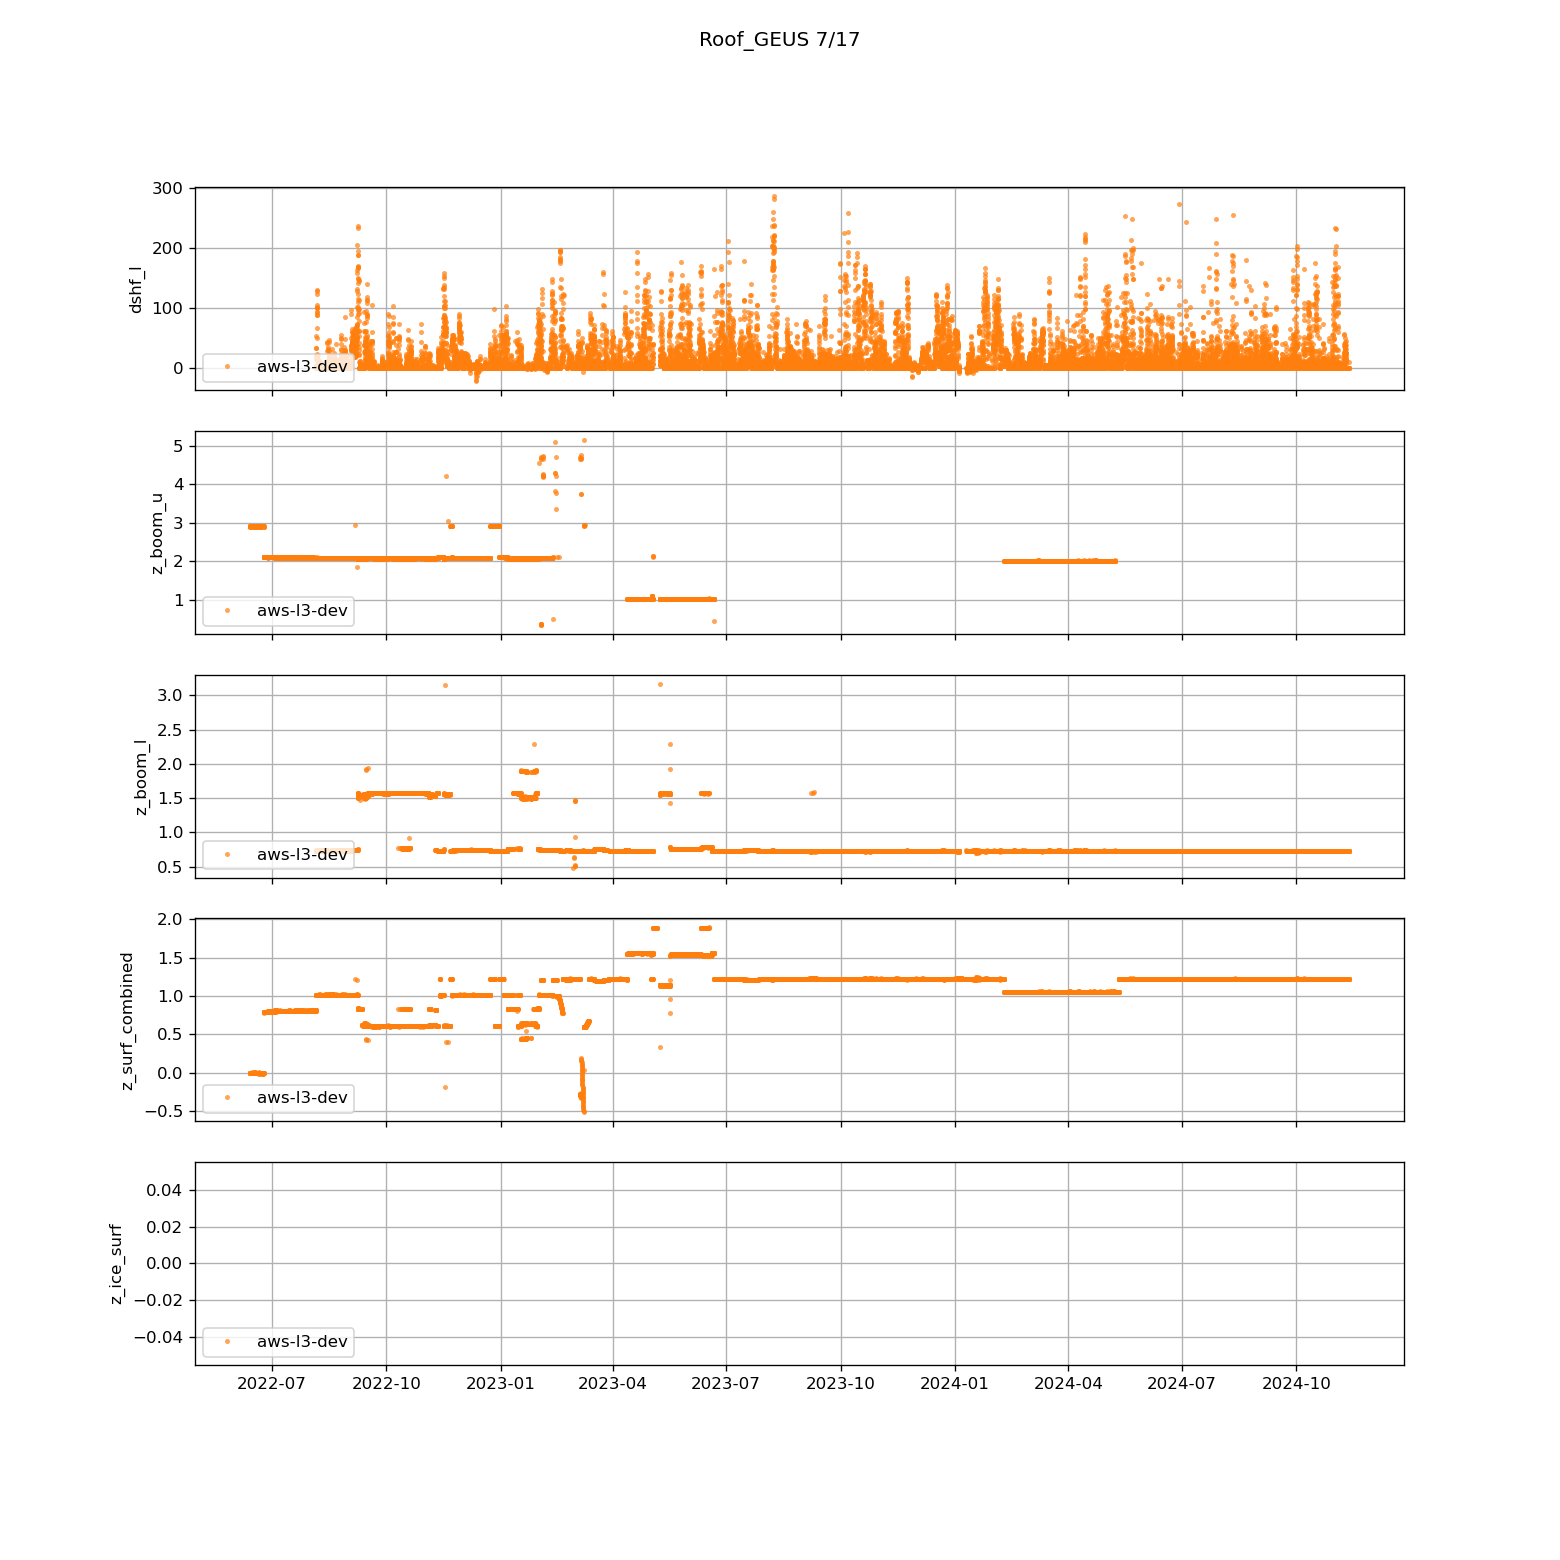 Roof_GEUS 7/17
300
200
100
0
dshf_l
aws-l3-dev
5
4
3
2
1
z_boom_u
aws-l3-dev
3.0
2.5
2.0
1.5
1.0
0.5
z_boom_l
aws-l3-dev
2.0
1.5
1.0
0.5
0.0
−0.5
z_surf_combined
aws-l3-dev
0.04
0.02
0.00
−0.02
−0.04
z_ice_surf
aws-l3-dev
2022-07 2022-10 2023-01 2023-04 2023-07 2023-10 2024-01 2024-04 2024-07 2024-10